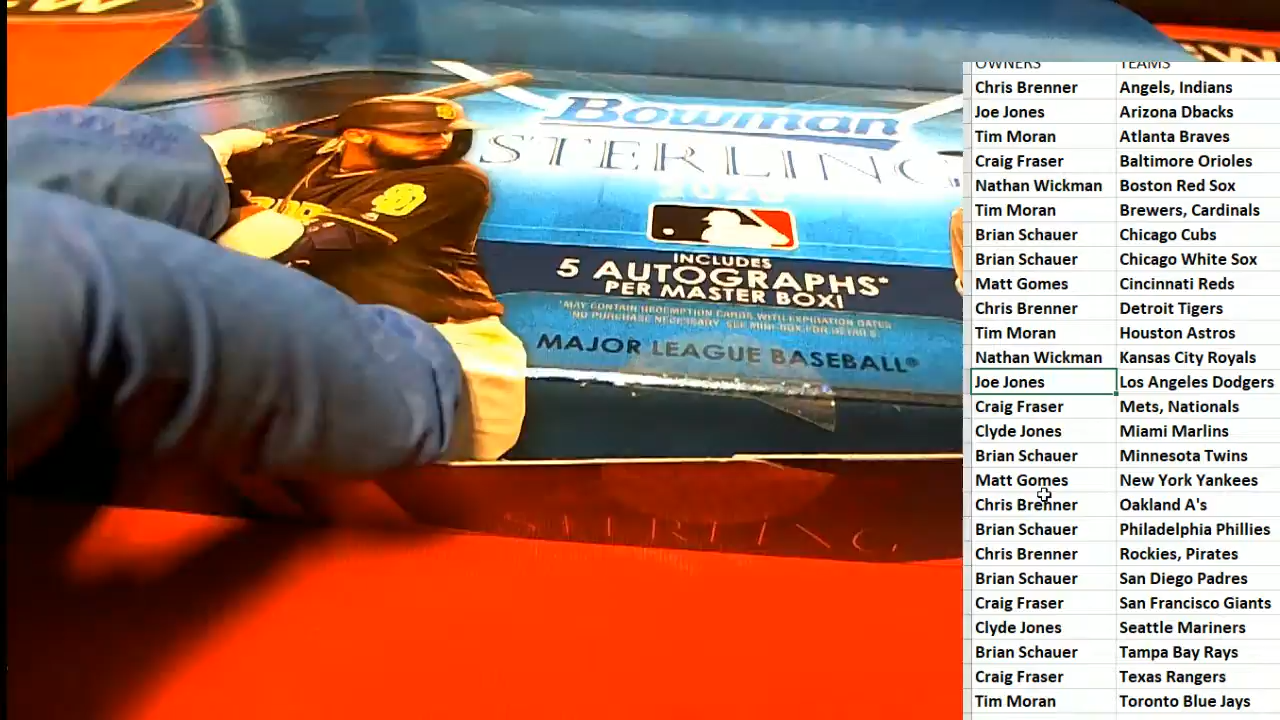 Bowman
STERLING
2020
INCLUDES
5 AUTOGRAPHS*
PER MASTER BOX!
*MAY CONTAIN REDEMPTION CARDS WITH EXPIRATION DATES
NO PURCHASE NECESSARY. SEE MINI-BOX FOR DETAILS.
MAJOR LEAGUE BASEBALL®
STERLING
OWNERS TEAMS
Chris Brenner Angels, Indians
Joe Jones Arizona Dbacks
Tim Moran Atlanta Braves
Craig Fraser Baltimore Orioles
Nathan Wickman Boston Red Sox
Tim Moran Brewers, Cardinals
Brian Schauer Chicago Cubs
Brian Schauer Chicago White Sox
Matt Gomes Cincinnati Reds
Chris Brenner Detroit Tigers
Tim Moran Houston Astros
Nathan Wickman Kansas City Royals
Joe Jones Los Angeles Dodgers
Craig Fraser Mets, Nationals
Clyde Jones Miami Marlins
Brian Schauer Minnesota Twins
Matt Gomes New York Yankees
Chris Brenner Oakland A's
Brian Schauer Philadelphia Phillies
Chris Brenner Rockies, Pirates
Brian Schauer San Diego Padres
Craig Fraser San Francisco Giants
Clyde Jones Seattle Mariners
Brian Schauer Tampa Bay Rays
Craig Fraser Texas Rangers
Tim Moran Toronto Blue Jays